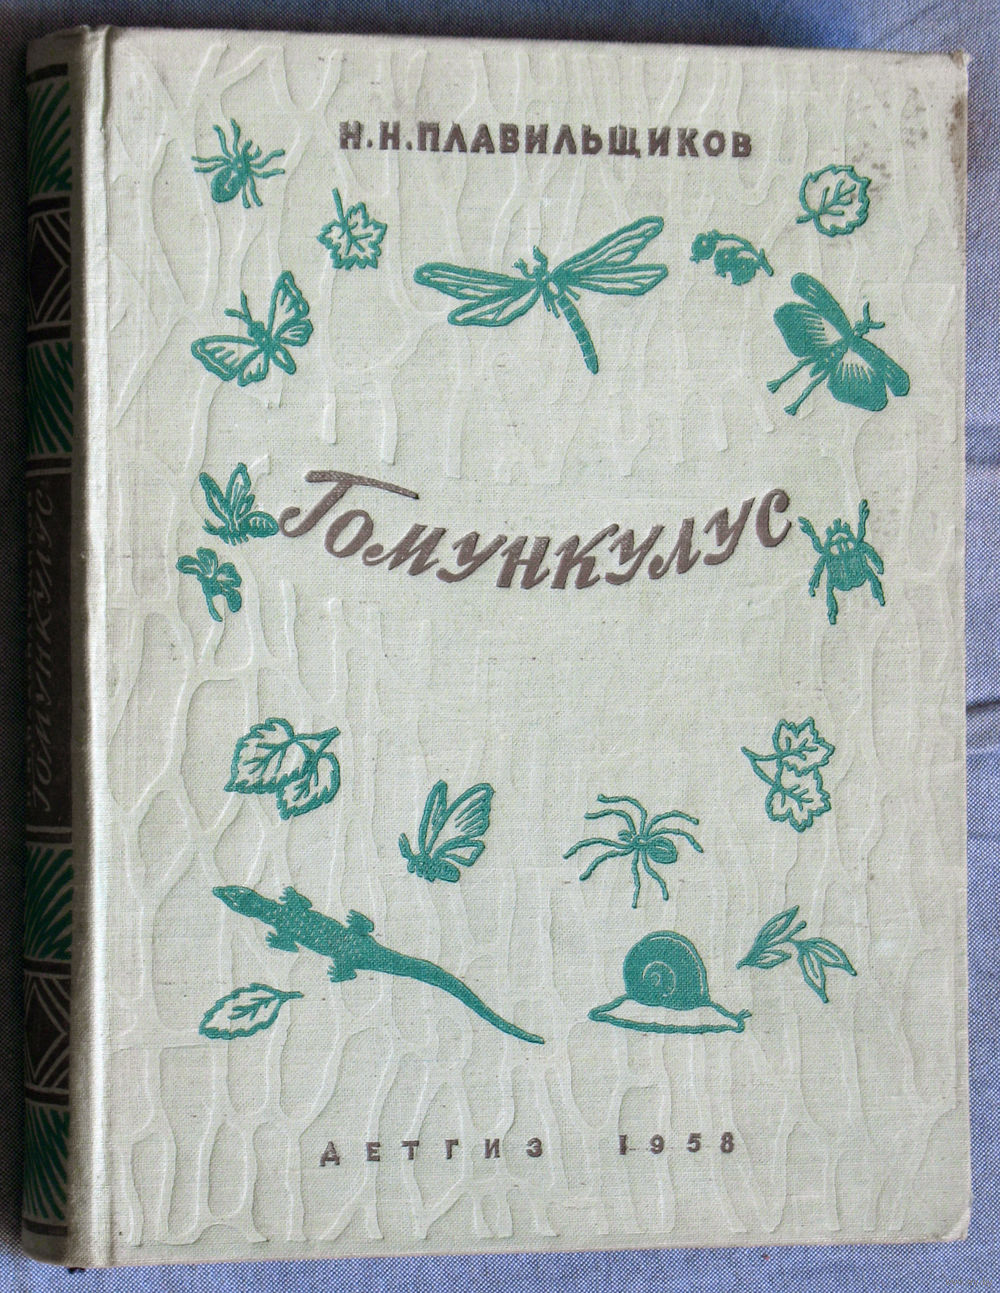 Н.Н.ПЛАВИЛЬЩИКОВ
Гомункулус
ДЕТГИЗ 1958
ГОМУНКУЛУС